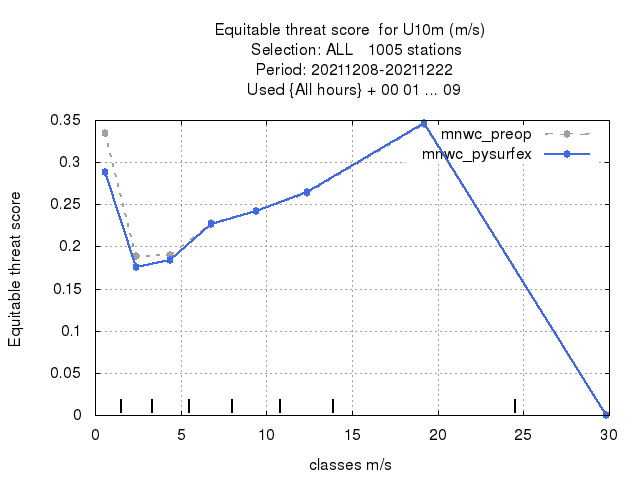 Equitable threat score  for U10m (m/s)
Selection: ALL   1005 stations
Period: 20211208-20211222
Used {All hours} + 00 01 ... 09
Equitable threat score
0.35
0.3
0.25
0.2
0.15
0.1
0.05
0
mnwc_preop
mnwc_pysurfex
0 5 10 15 20 25 30
classes m/s